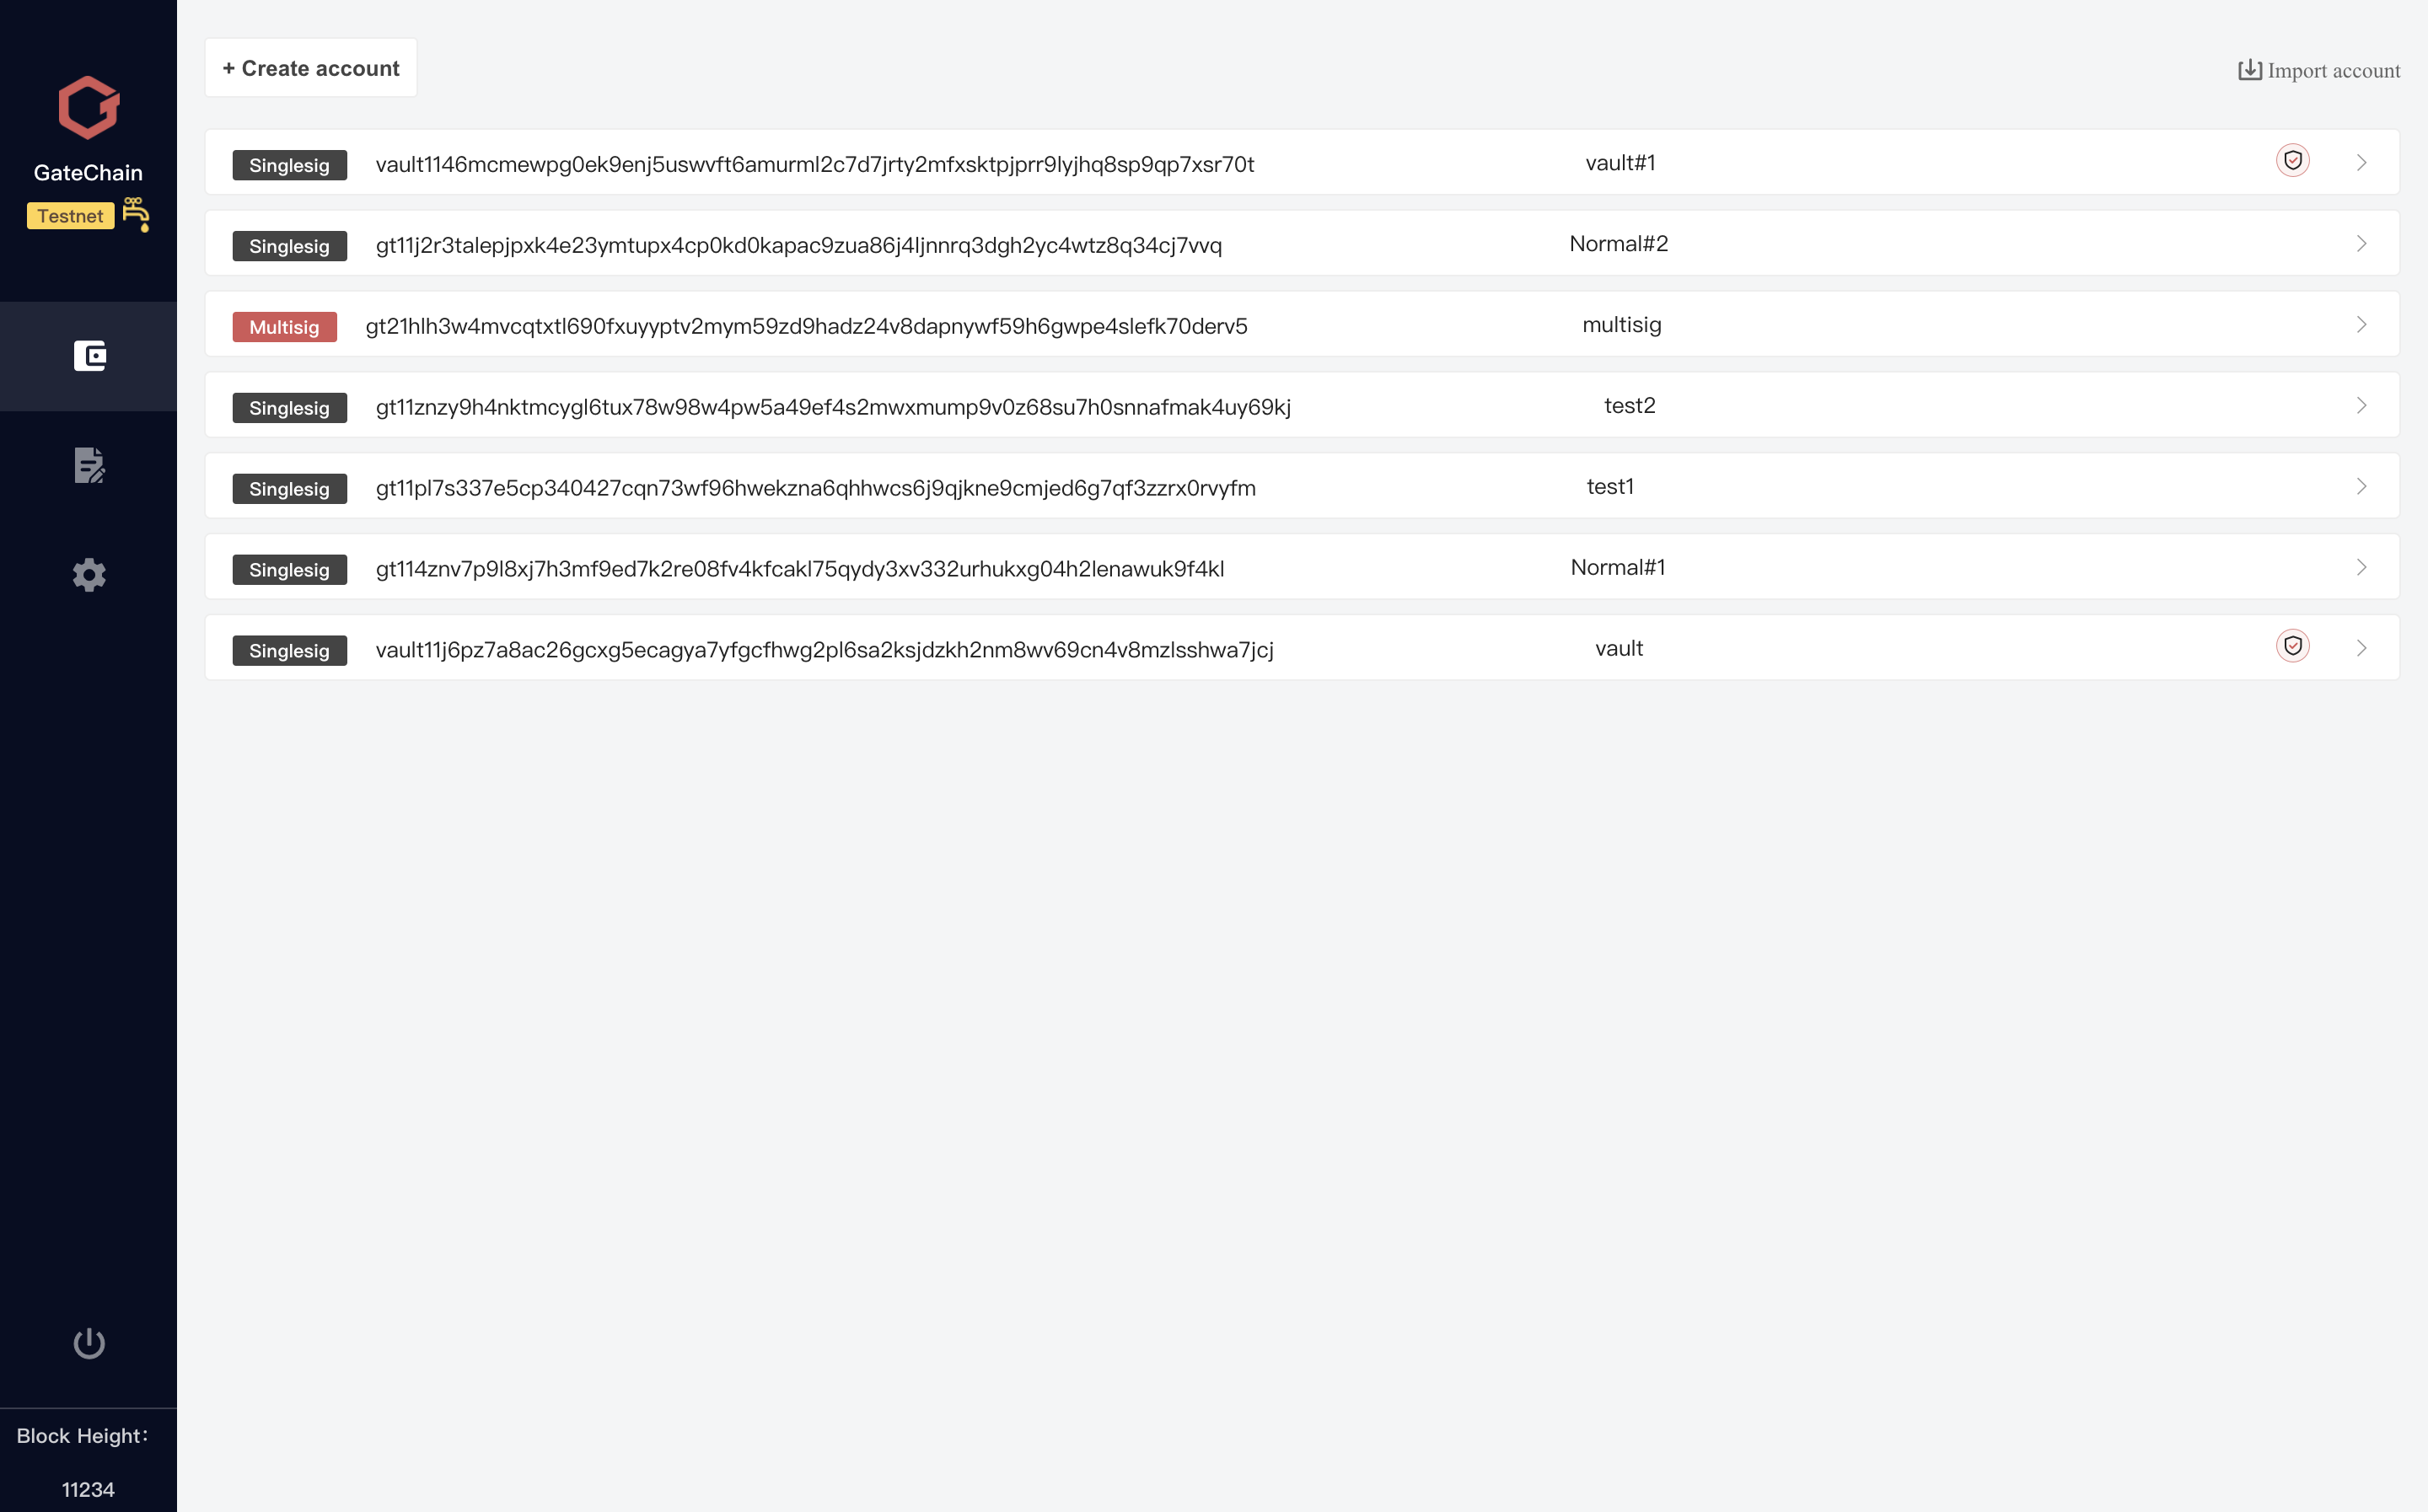 GateChain
Testnet
Block Height:
11234
+ Create account
Import account
Singlesig vault1146mcmewpg0ek9enj5uswvft6amurml2c7d7jrty2mfxsktpjprr9lyjhq8sp9qp7xsr70t vault#1
Singlesig gt11j2r3talepjpxk4e23ymtupx4cp0kd0kapac9zua86j4ljnnrq3dgh2yc4wtz8q34cj7vvq Normal#2
Multisig gt21hlh3w4mvcqtxtl690fxuyyptv2mym59zd9hadz24v8dapnywf59h6gwpe4slefk70derv5 multisig
Singlesig gt11znzy9h4nktmcygl6tux78w98w4pw5a49ef4s2mwxmump9v0z68su7h0snnafmak4uy69kj test2
Singlesig gt11pl7s337e5cp340427cqn73wf96hwekzna6qhhwcs6j9qjkne9cmjed6g7qf3zzrx0rvyfm test1
Singlesig gt114znv7p9l8xj7h3mf9ed7k2re08fv4kfcakl75qydy3xv332urhukxg04h2lenawuk9f4kl Normal#1
Singlesig vault11j6pz7a8ac26gcxg5ecagya7yfgcfhwg2pl6sa2ksjdzkh2nm8wv69cn4v8mzlsshwa7jcj vault